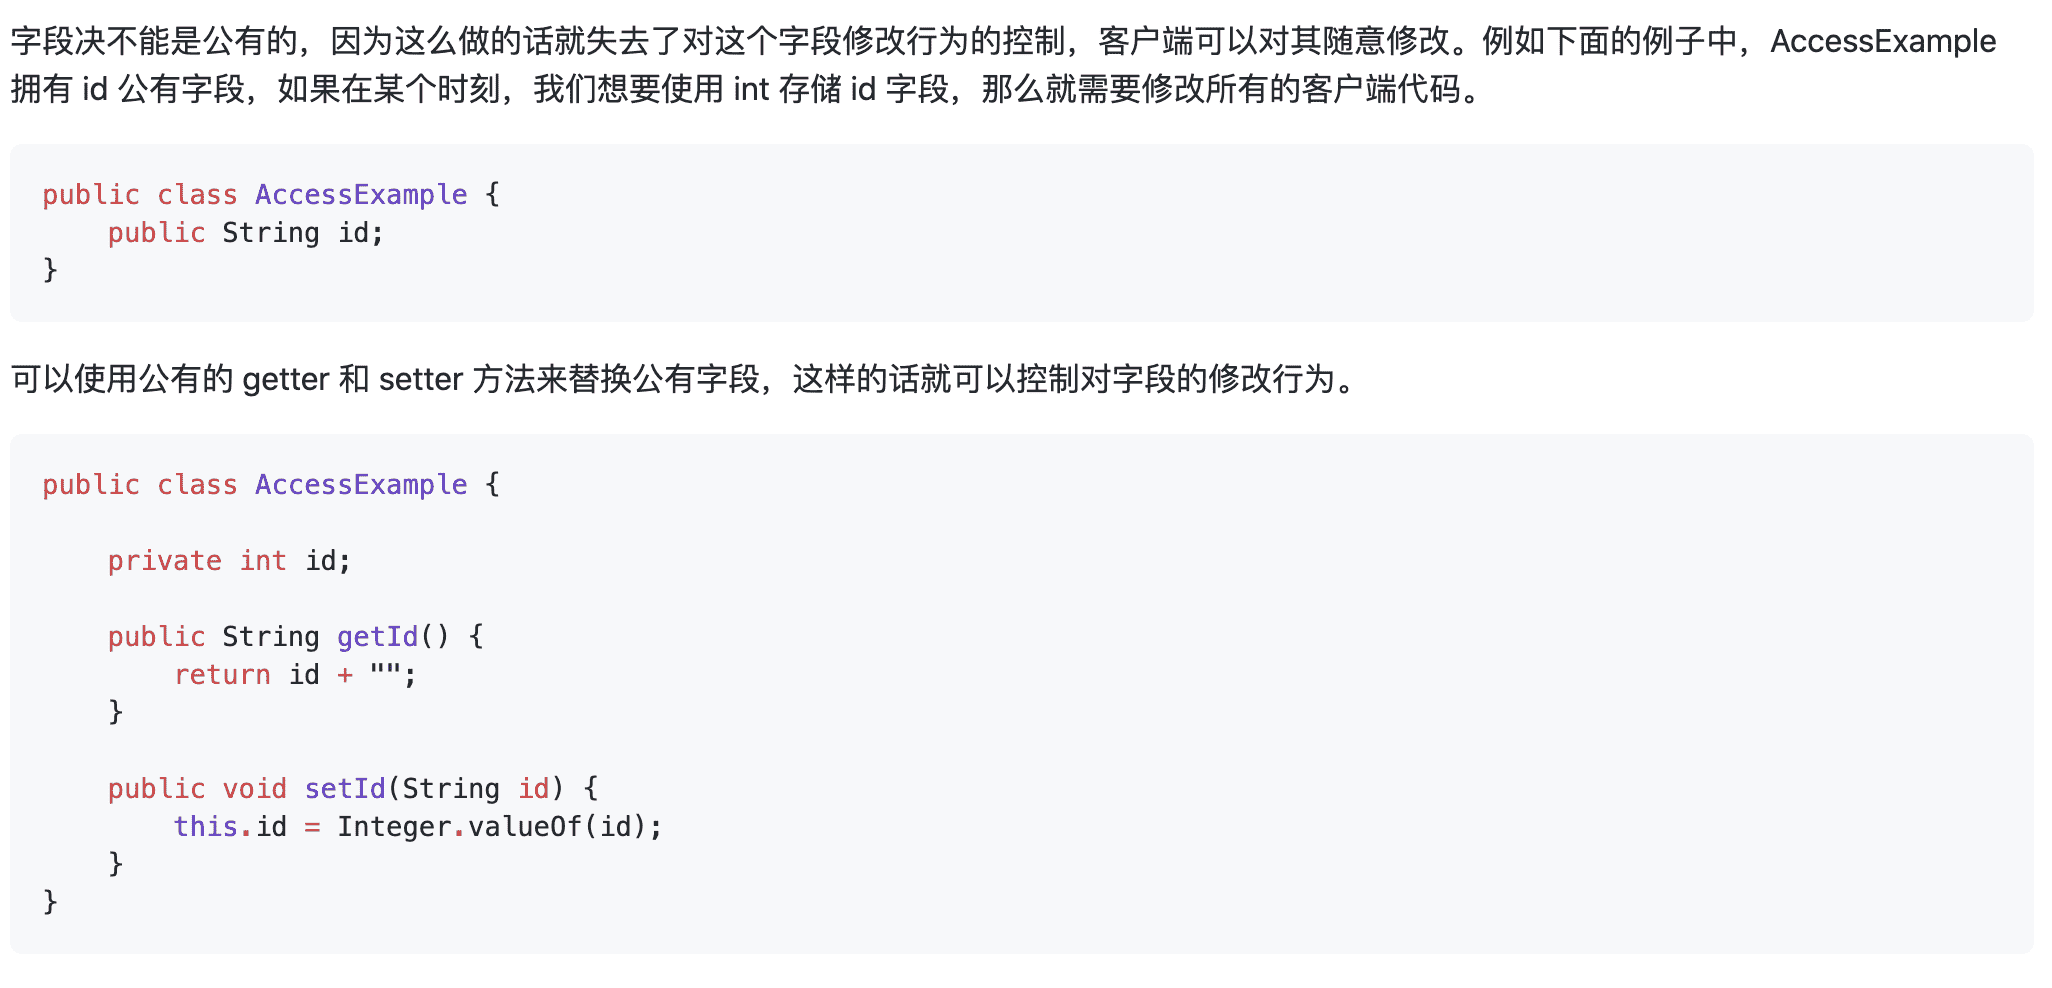 字段决不能是公有的，因为这么做的话就失去了对这个字段修改行为的控制，客户端可以对其随意修改。例如下面的例子中，AccessExample
拥有 id 公有字段，如果在某个时刻，我们想要使用 int 存储 id 字段，那么就需要修改所有的客户端代码。
public class AccessExample {
    public String id;
}
可以使用公有的 getter 和 setter 方法来替换公有字段，这样的话就可以控制对字段的修改行为。
public class AccessExample {
    private int id;
    public String getId() {
        return id + "";
    }
    public void setId(String id) {
        this.id = Integer.valueOf(id);
    }
}